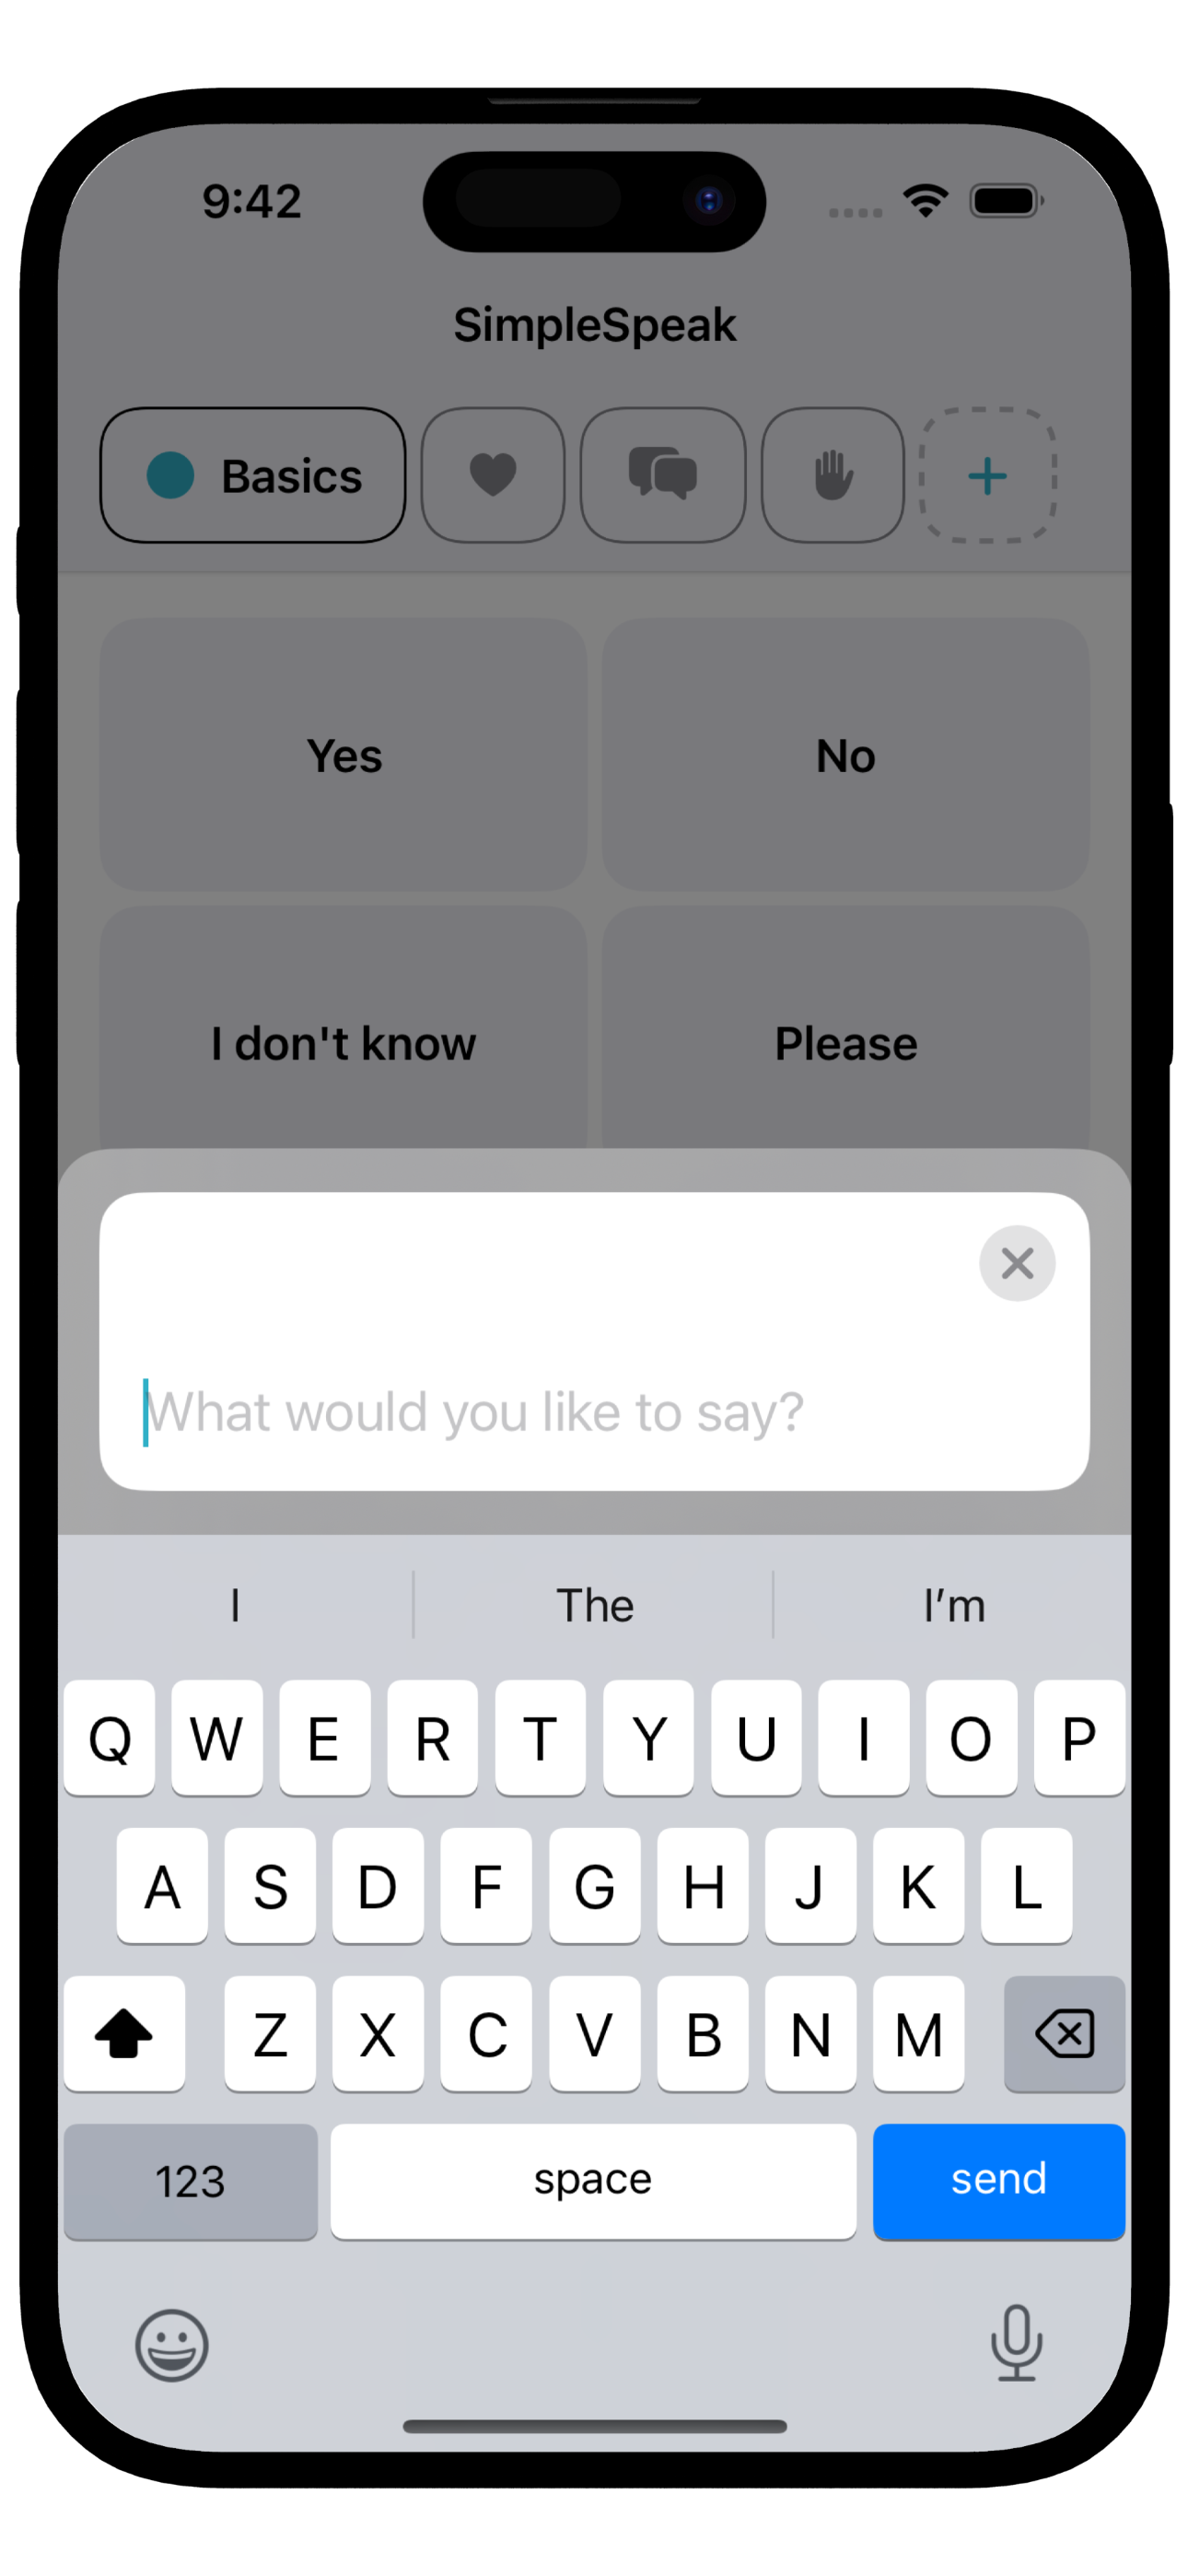 9:42
SimpleSpeak
Basics
Yes No
I don't know Please
What would you like to say?
I The I'm
Q W E R T Y U I O P
A S D F G H J K L
Z X C V B N M
123 space send